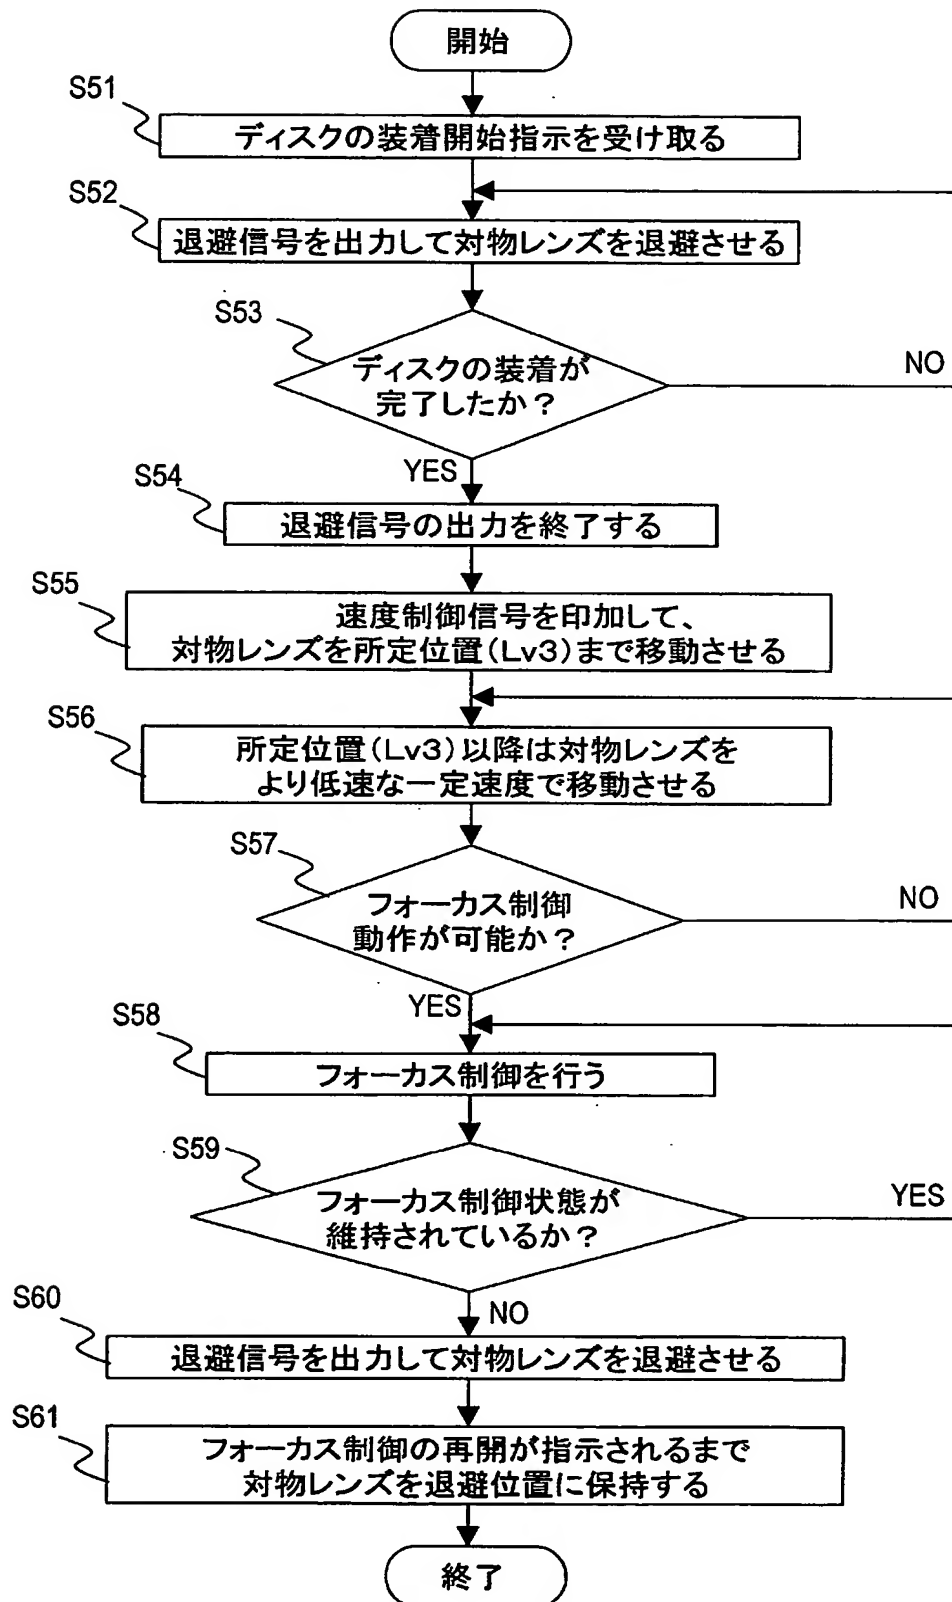 開始
S51
ディスクの装着開始指示を受け取る
S52
退避信号を出力して対物レンズを退避させる
S53
ディスクの装着が
完了したか？
NO
YES
S54
退避信号の出力を終了する
S55
速度制御信号を印加して、
対物レンズを所定位置(Lv3)まで移動させる
S56
所定位置(Lv3)以降は対物レンズを
より低速な一定速度で移動させる
S57
フォーカス制御
動作が可能か？
NO
YES
S58
フォーカス制御を行う
S59
フォーカス制御状態が
維持されているか？
YES
NO
S60
退避信号を出力して対物レンズを退避させる
S61
フォーカス制御の再開が指示されるまで
対物レンズを退避位置に保持する
終了